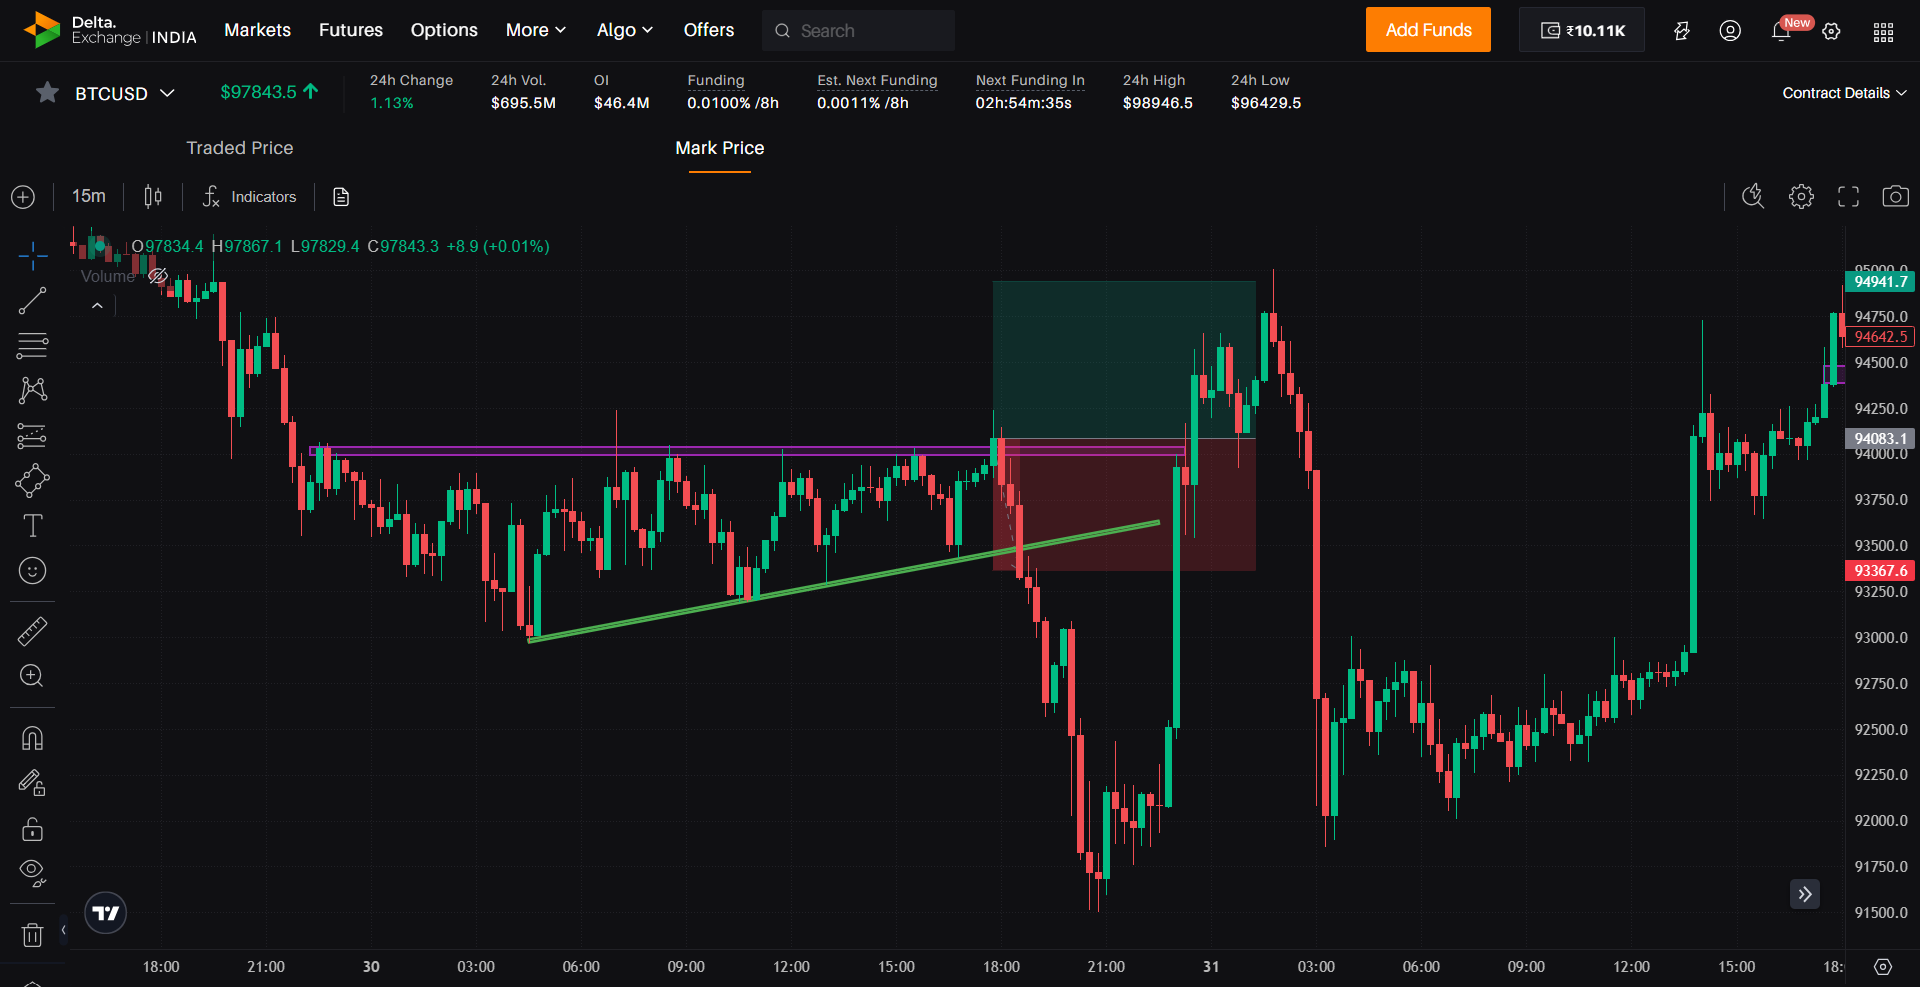 Delta.
Exchange | INDIA
Markets
Futures
Options
More
Algo
Offers
Search
Add Funds
₹10.11K
New
BTCUSD
$97843.5
24h Change
1.13%
24h Vol.
$695.5M
OI
$46.4M
Funding
0.0100% /8h
Est. Next Funding
0.0011% /8h
Next Funding In
02h:54m:35s
24h High
$98946.5
24h Low
$96429.5
Contract Details
Traded Price
Mark Price
15m
Indicators
O97834.4 H97867.1 L97829.4 C97843.3 +8.9 (+0.01%)
Volume
95000.0
94941.7
94750.0
94642.5
94500.0
94250.0
94083.1
94000.0
93750.0
93500.0
93367.6
93250.0
93000.0
92750.0
92500.0
92250.0
92000.0
91750.0
91500.0
18:00 21:00 30 03:00 06:00 09:00 12:00 15:00 18:00 21:00 31 03:00 06:00 09:00 12:00 15:00 18: